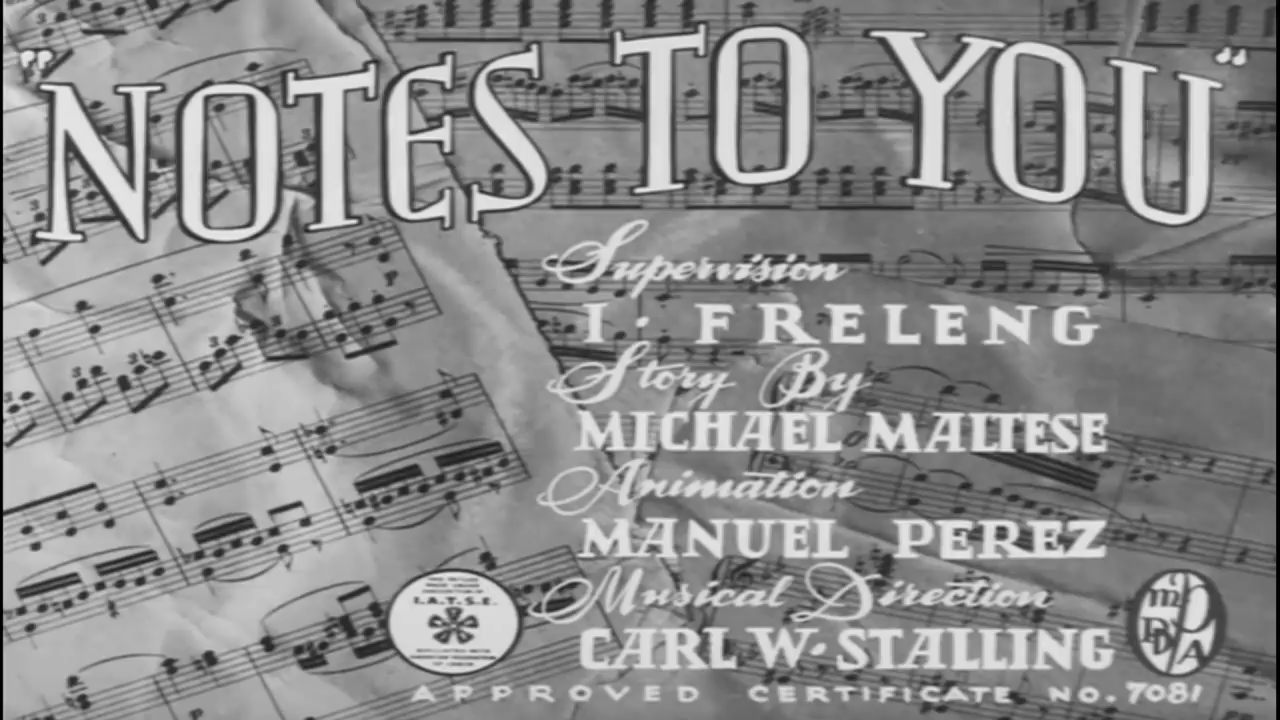 "NOTES TO YOU"
Supervision
I. FRELENG
Story By
MICHAEL MALTESE
Animation
MANUEL PEREZ
Musical Direction
CARL W. STALLING
I.A.T.S.E.
MPPDA
APPROVED CERTIFICATE NO. 7081